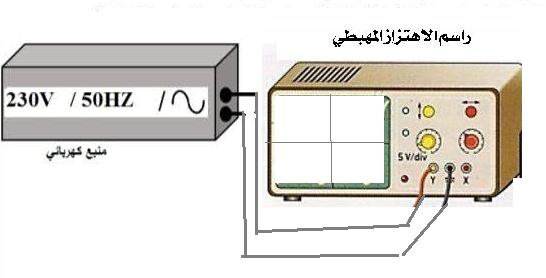 راسم الاهتزاز المهبطي
230V / 50HZ /
منبع كهربائي
5 V/div
Y X